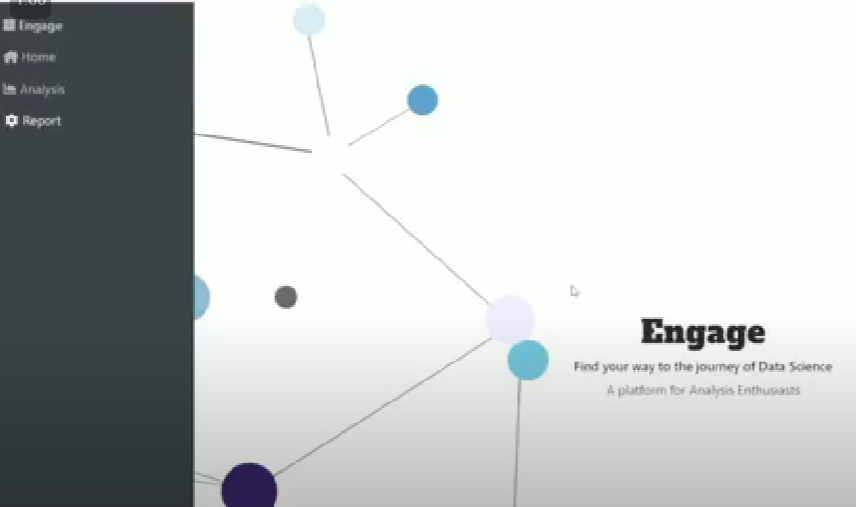 Engage
Home
Analysis
Report
Engage
Find your way to the journey of Data Science
A platform for Analysis Enthusiasts